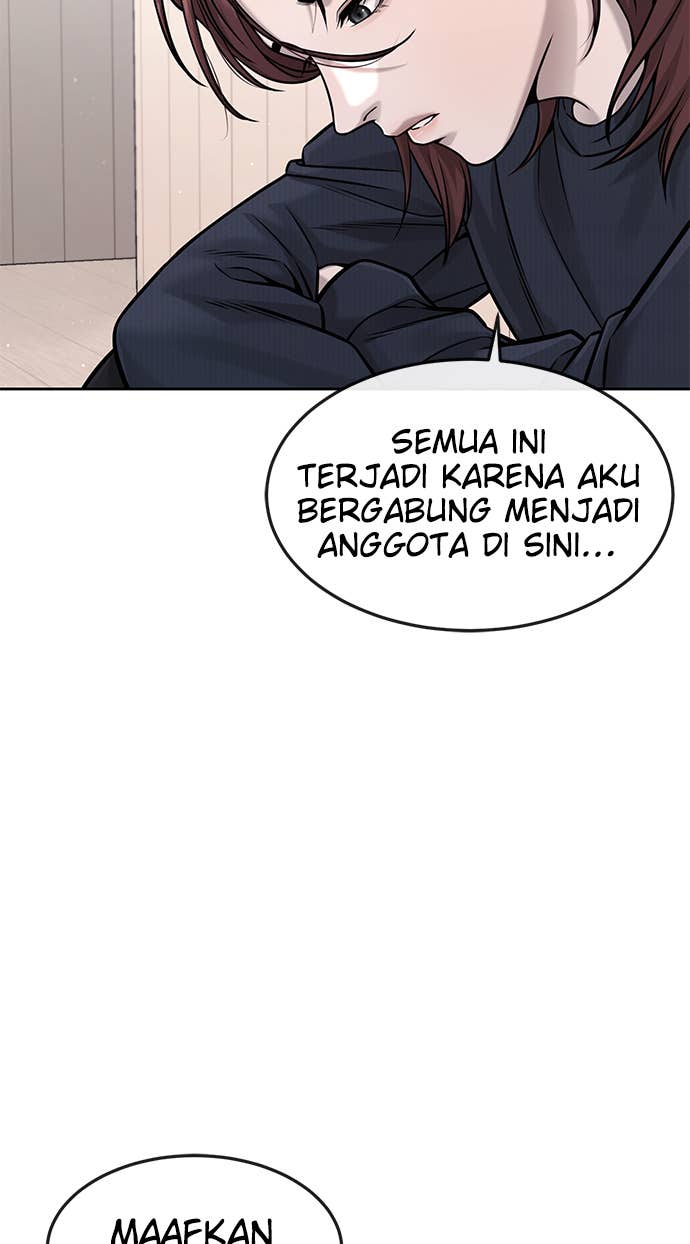 SEMUA INI
TERJADI KARENA AKU
BERGABUNG MENJADI
ANGGOTA DI SINI...
MAAFKAN